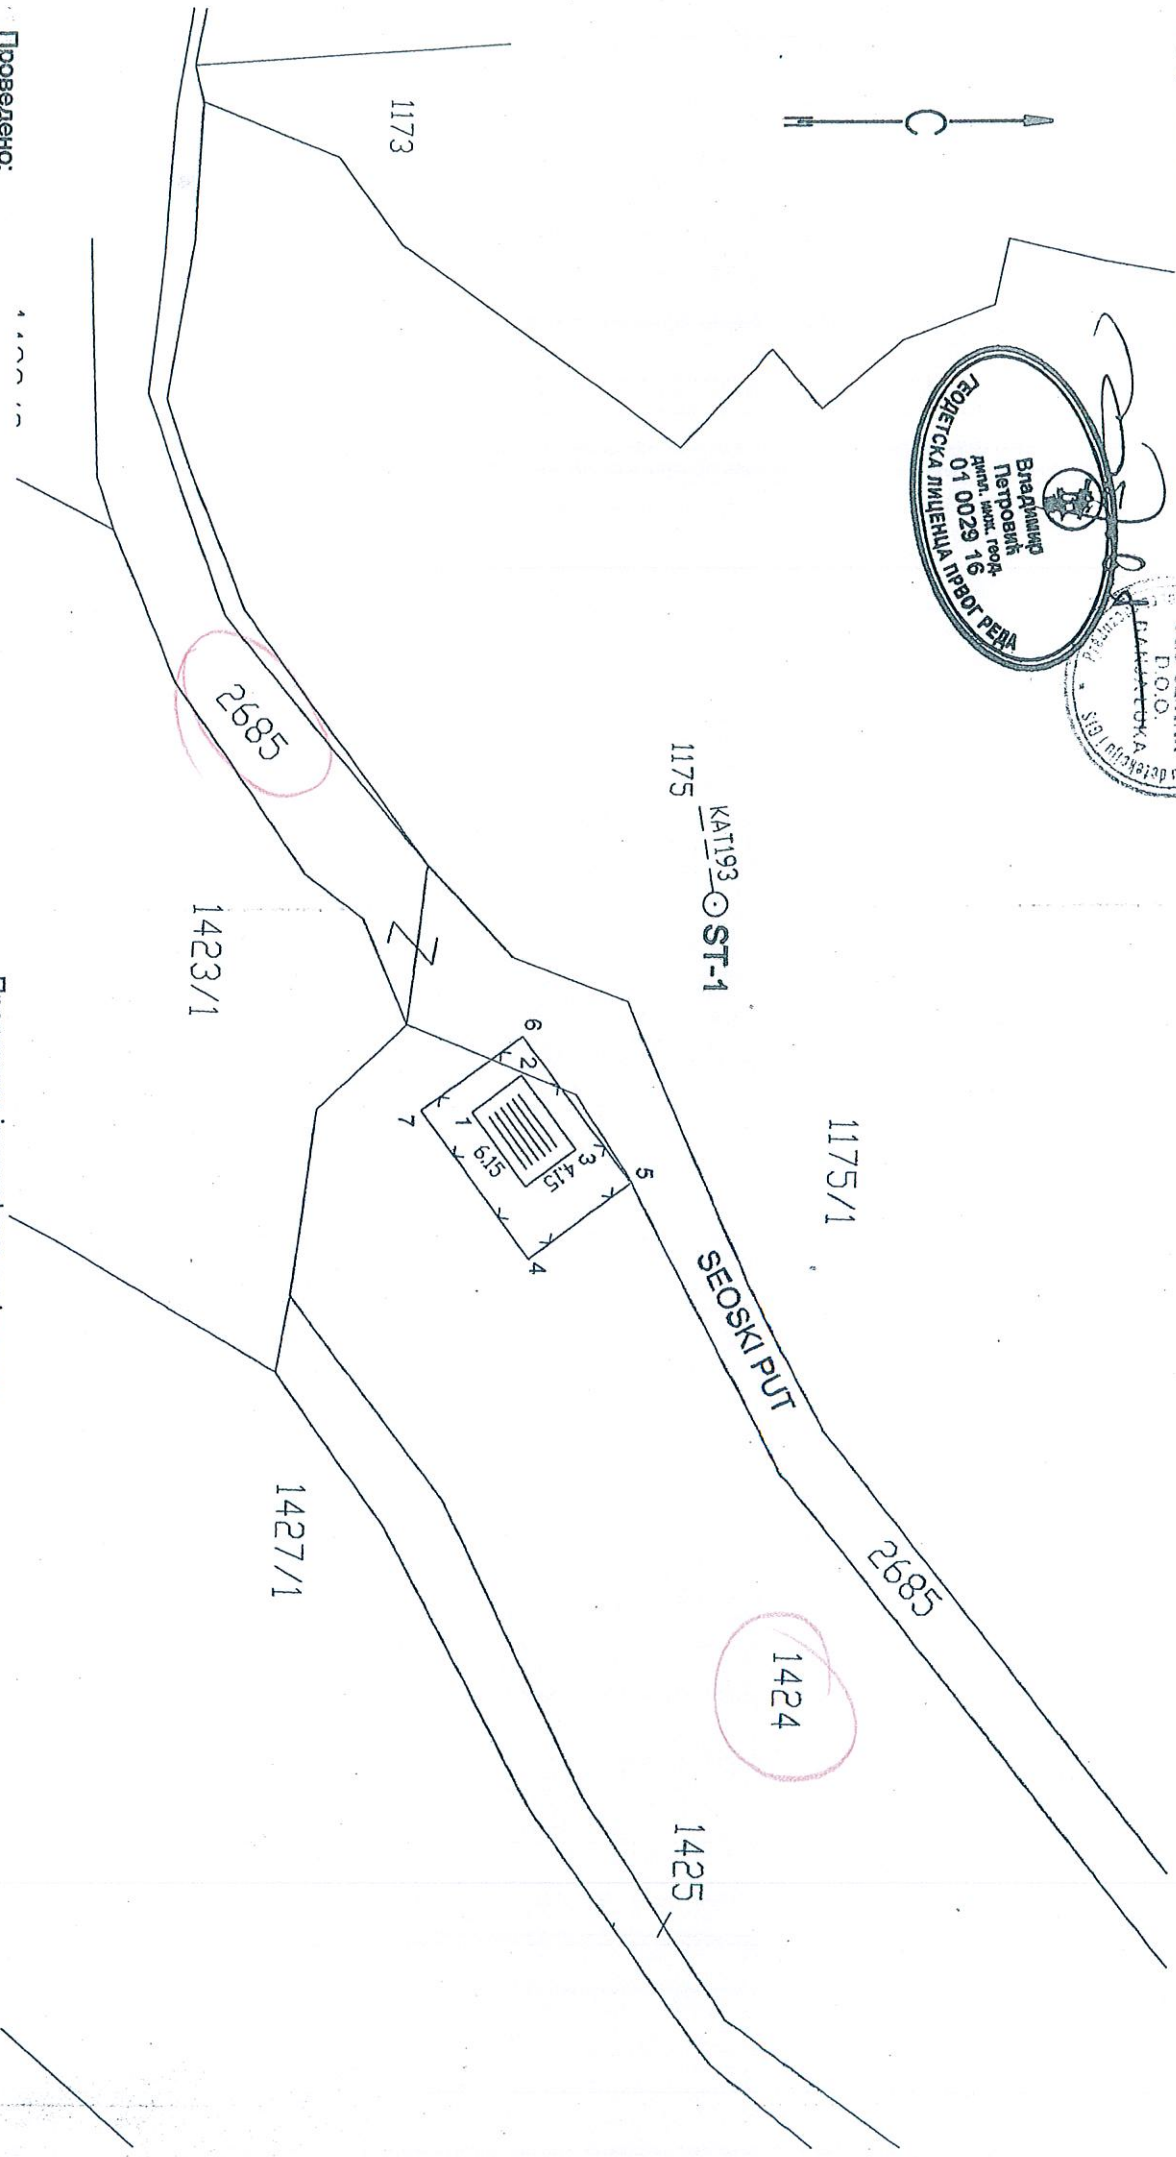 С
1173
Владимир
Петровић
дипл. инж. геод.
01 0029 16
ГЕОДЕТСКА ЛИЦЕНЦА ПРВОГ РЕДА
D.O.O.
BANJA LUKA
1175
KAT193
ST-1
1175/1
SEOSKI PUT
2685
2685
1424
1423/1
6
2
3
5
1
7
4
6.15
4.15
1427/1
1425
Проведено: